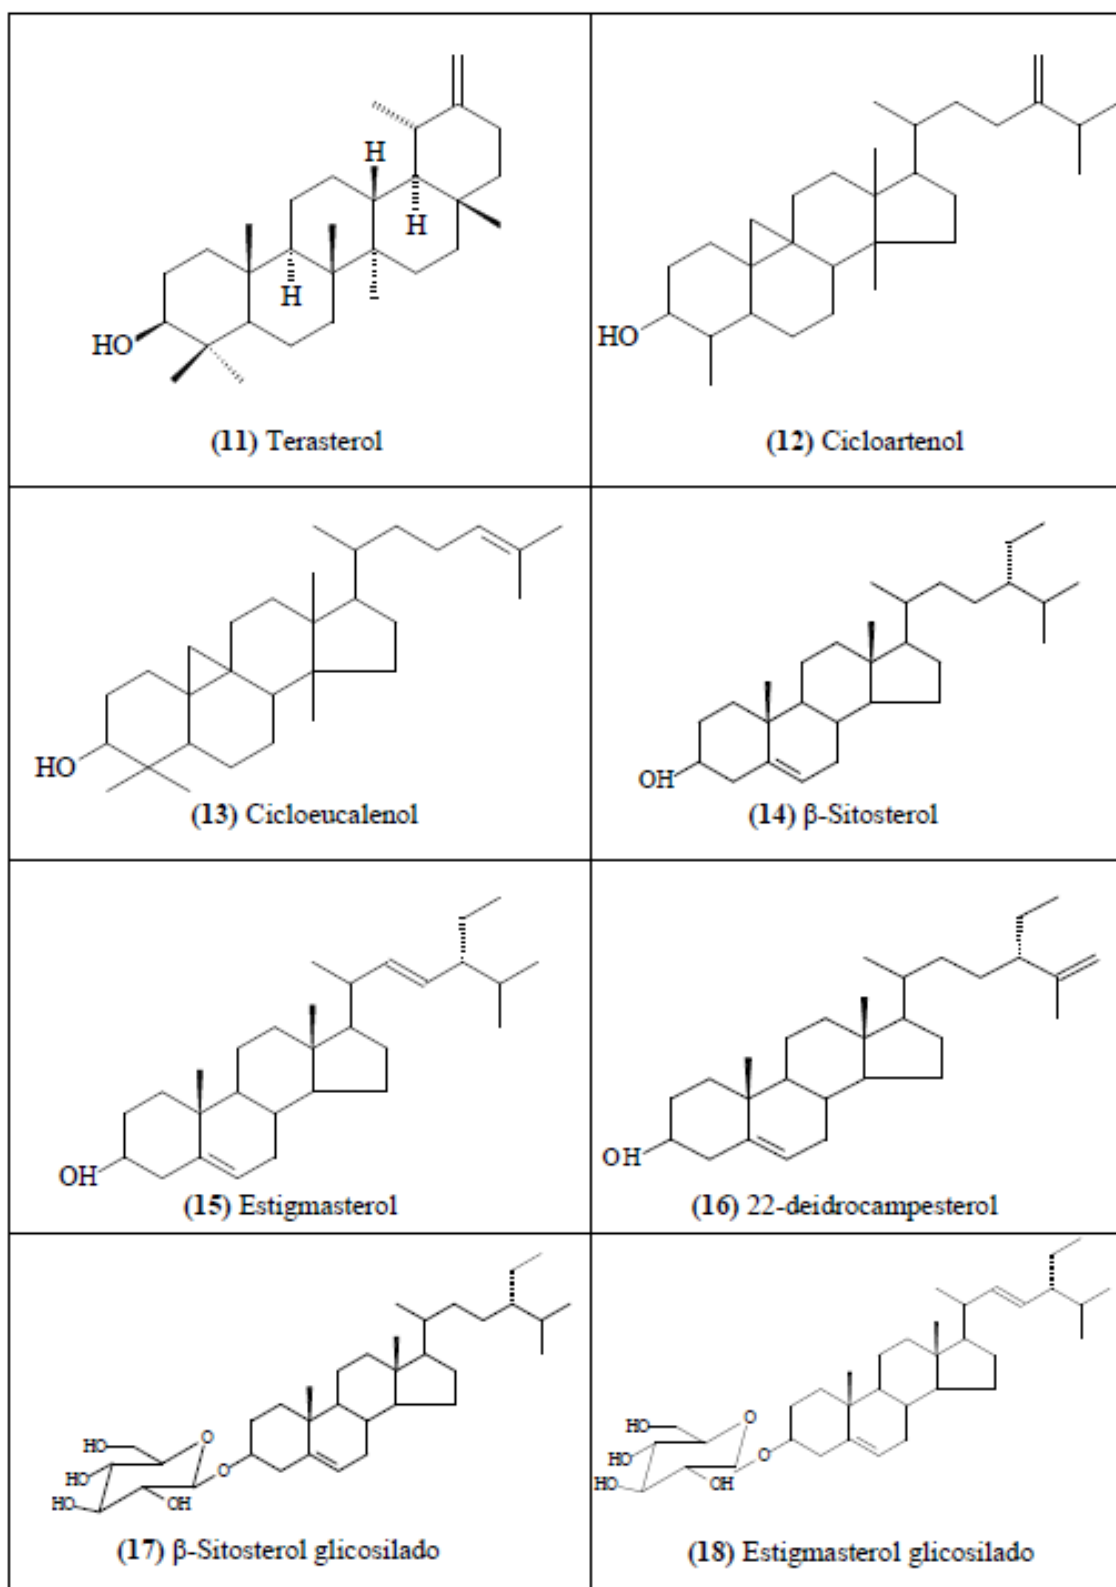 H
H
H
HO
(11) Terasterol
HO
(12) Cicloartenol
HO
(13) Cicloeucalenol
OH
(14) β-Sitosterol
OH
(15) Estigmasterol
OH
(16) 22-deidrocampesterol
HO
O
HO
O
HO
OH
(17) β-Sitosterol glicosilado
HO
O
HO
O
HO
OH
(18) Estigmasterol glicosilado